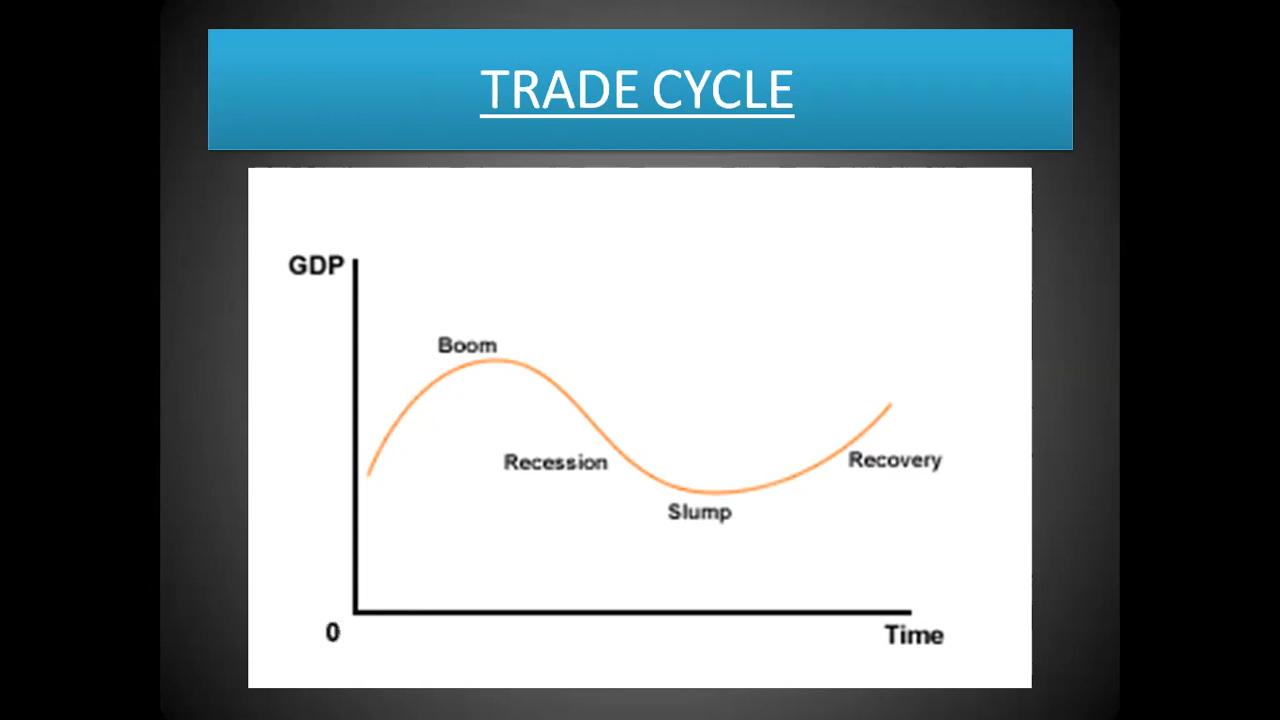 TRADE CYCLE
GDP
Boom
Recession
Recovery
Slump
0
Time